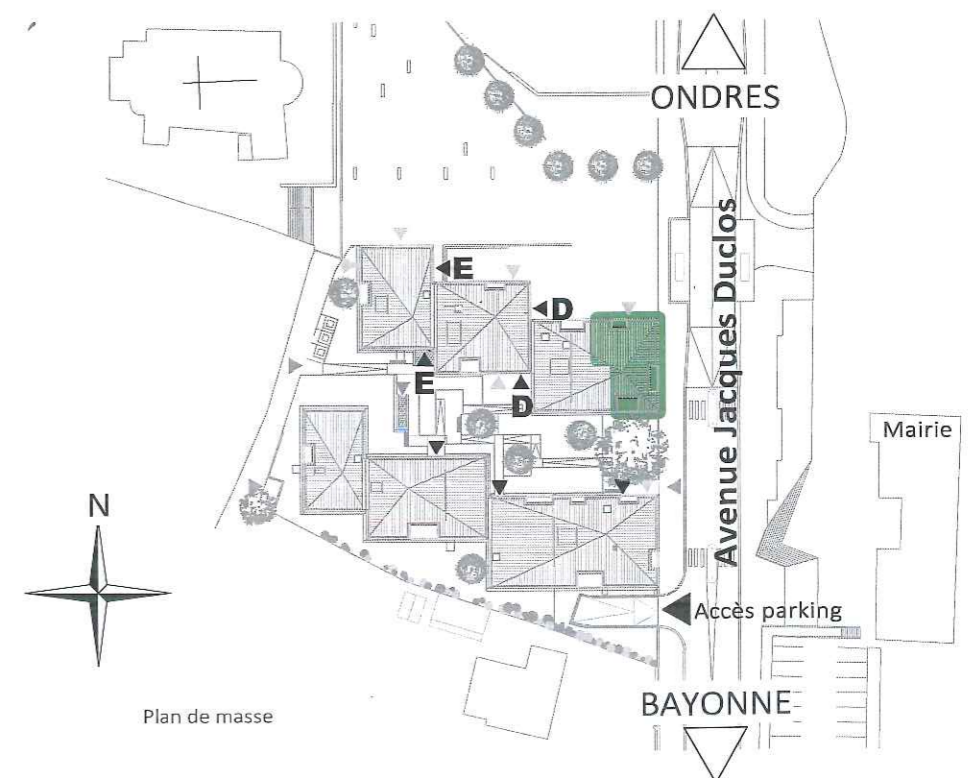 ONDRES
Avenue Jacques Duclos
E
D
E
D
Mairie
N
Accès parking
BAYONNE
Plan de masse